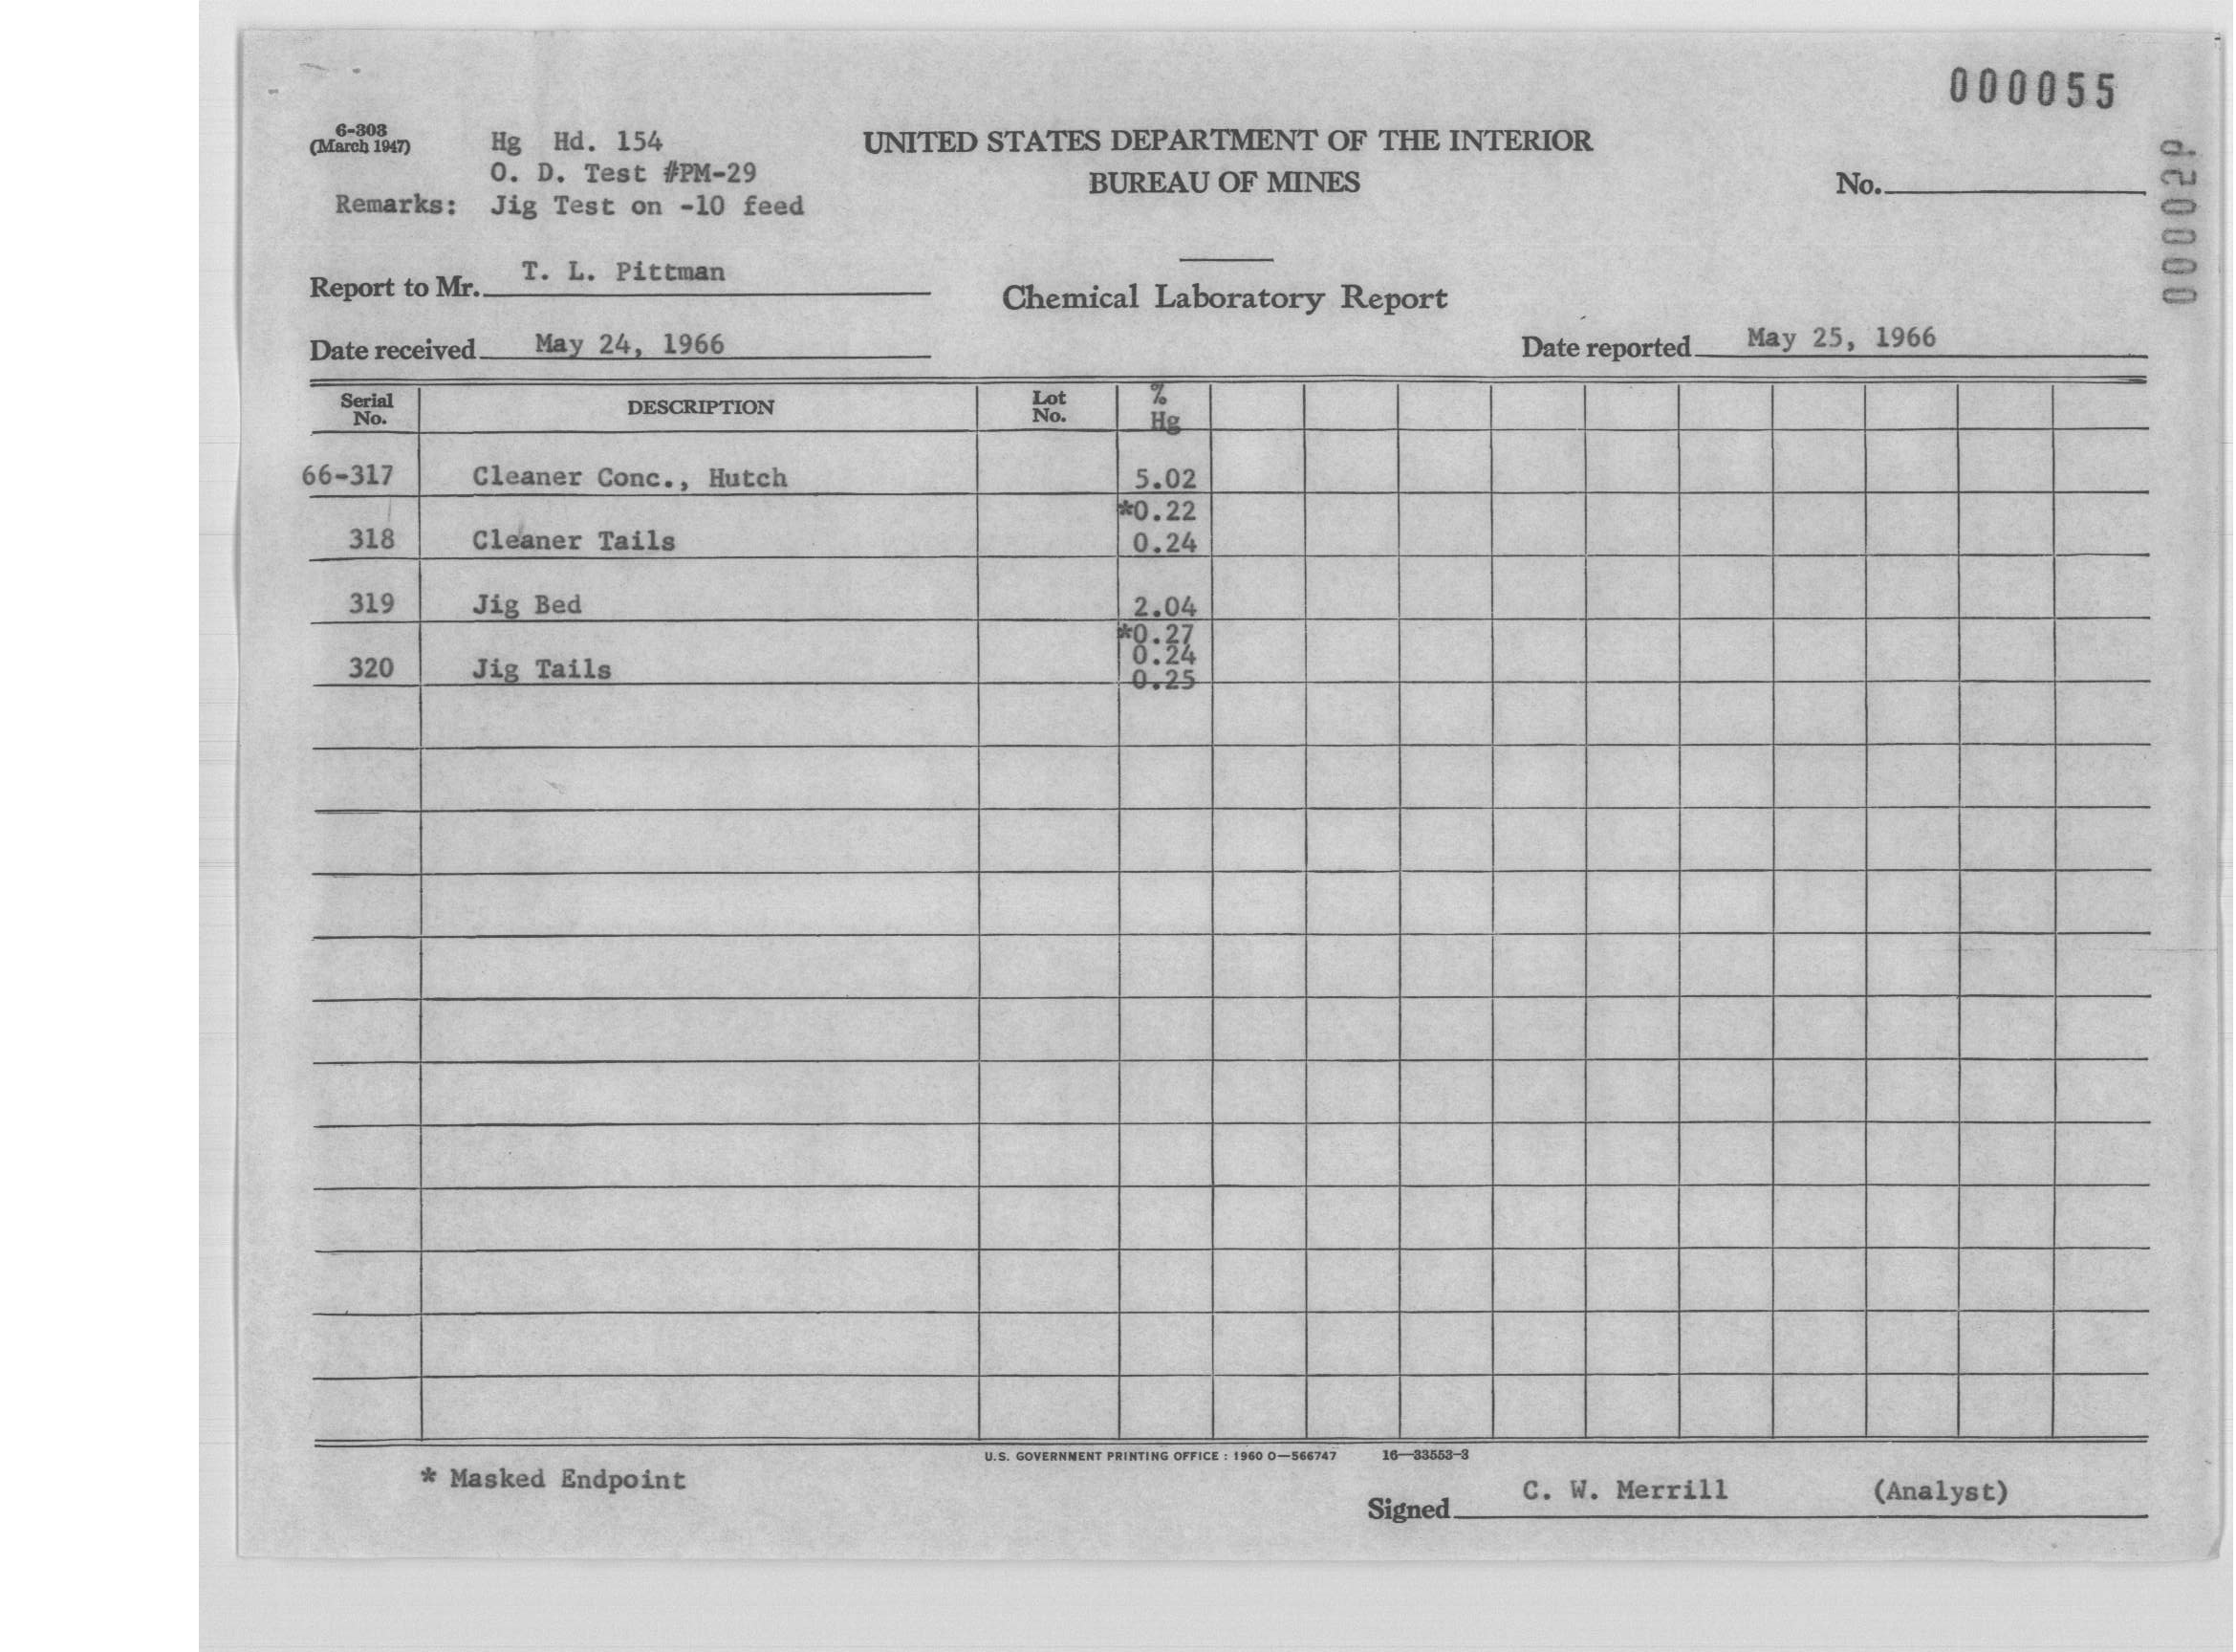 000055
6-303
(March 1947)
Hg Hd. 154
O. D. Test #PM-29
Remarks: Jig Test on -10 feed
UNITED STATES DEPARTMENT OF THE INTERIOR
BUREAU OF MINES
No.
Report to Mr. T. L. Pittman
Chemical Laboratory Report
Date received May 24, 1966
Date reported May 25, 1966
Serial No. DESCRIPTION Lot No. % Hg
66-317 Cleaner Conc., Hutch 5.02
*0.22
318 Cleaner Tails 0.24
319 Jig Bed 2.04
*0.27
0.24
320 Jig Tails
0.25
U.S. GOVERNMENT PRINTING OFFICE : 1960 O—566747 16—33553-3
* Masked Endpoint
Signed C. W. Merrill (Analyst)